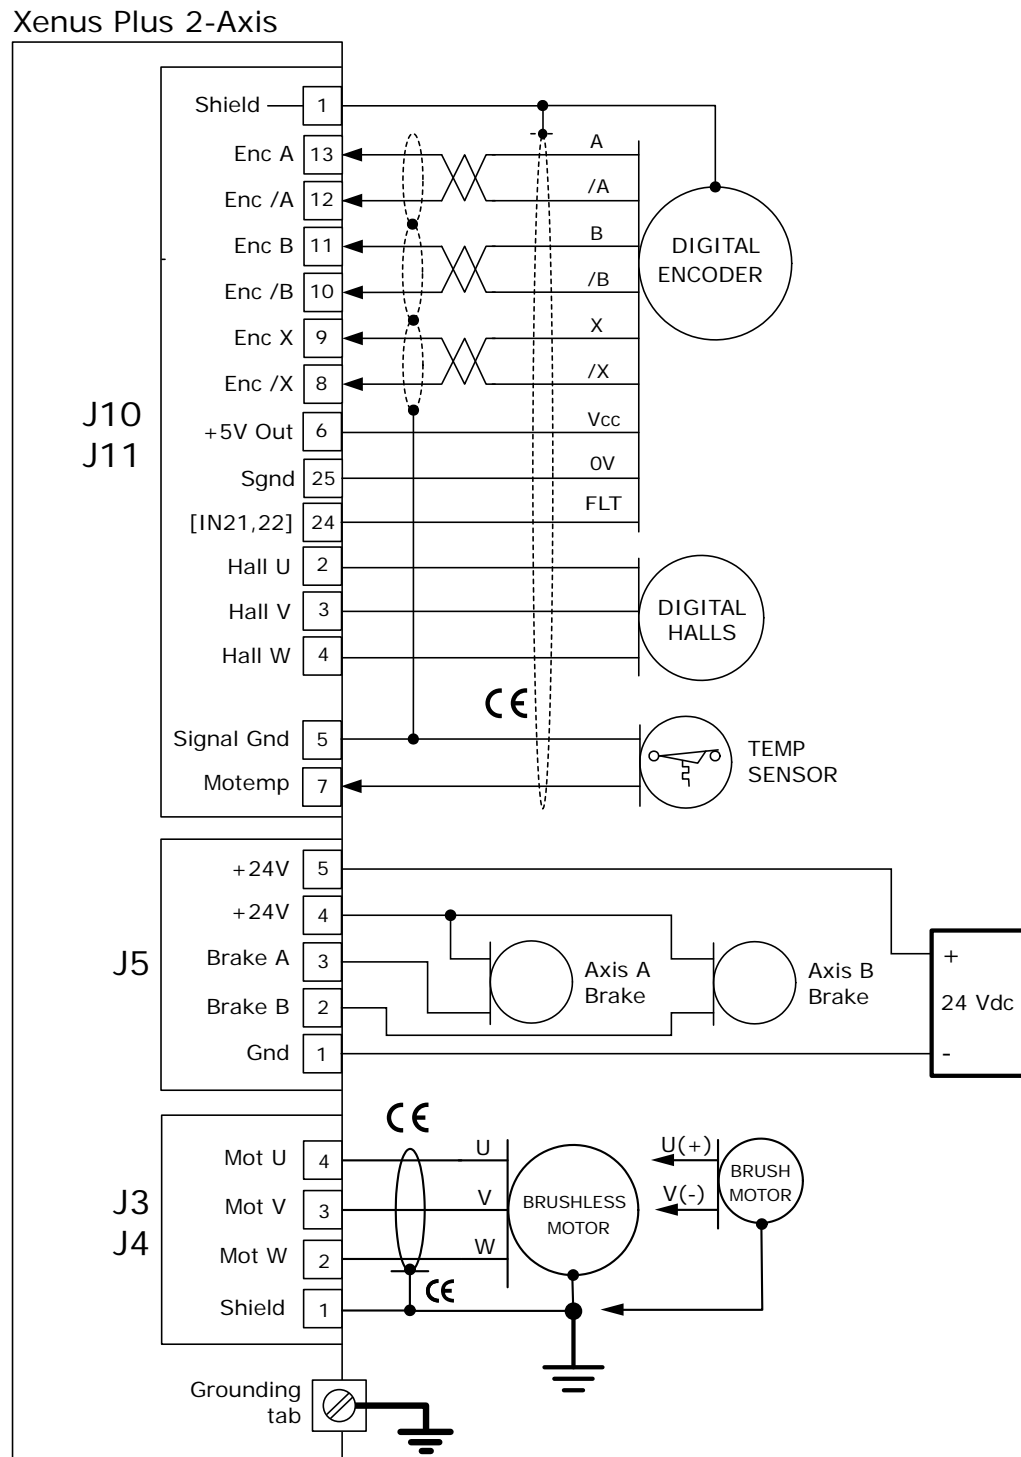 Xenus Plus 2-Axis
J10
J11
Shield 1
Enc A 13 A
Enc /A 12 /A
Enc B 11 B
Enc /B 10 /B
Enc X 9 X
Enc /X 8 /X
+5V Out 6 Vcc
Sgnd 25 0V
[IN21,22] 24 FLT
DIGITAL
ENCODER
Hall U 2
Hall V 3
Hall W 4
DIGITAL
HALLS
CE
Signal Gnd 5
Motemp 7
TEMP
SENSOR
J5
+24V 5
+24V 4
Brake A 3
Brake B 2
Gnd 1
Axis A
Brake
Axis B
Brake
+
24 Vdc
-
J3
J4
CE
Mot U 4 U
Mot V 3 V
Mot W 2 W
Shield 1
CE
BRUSHLESS
MOTOR
U(+)
V(-)
BRUSH
MOTOR
Grounding
tab